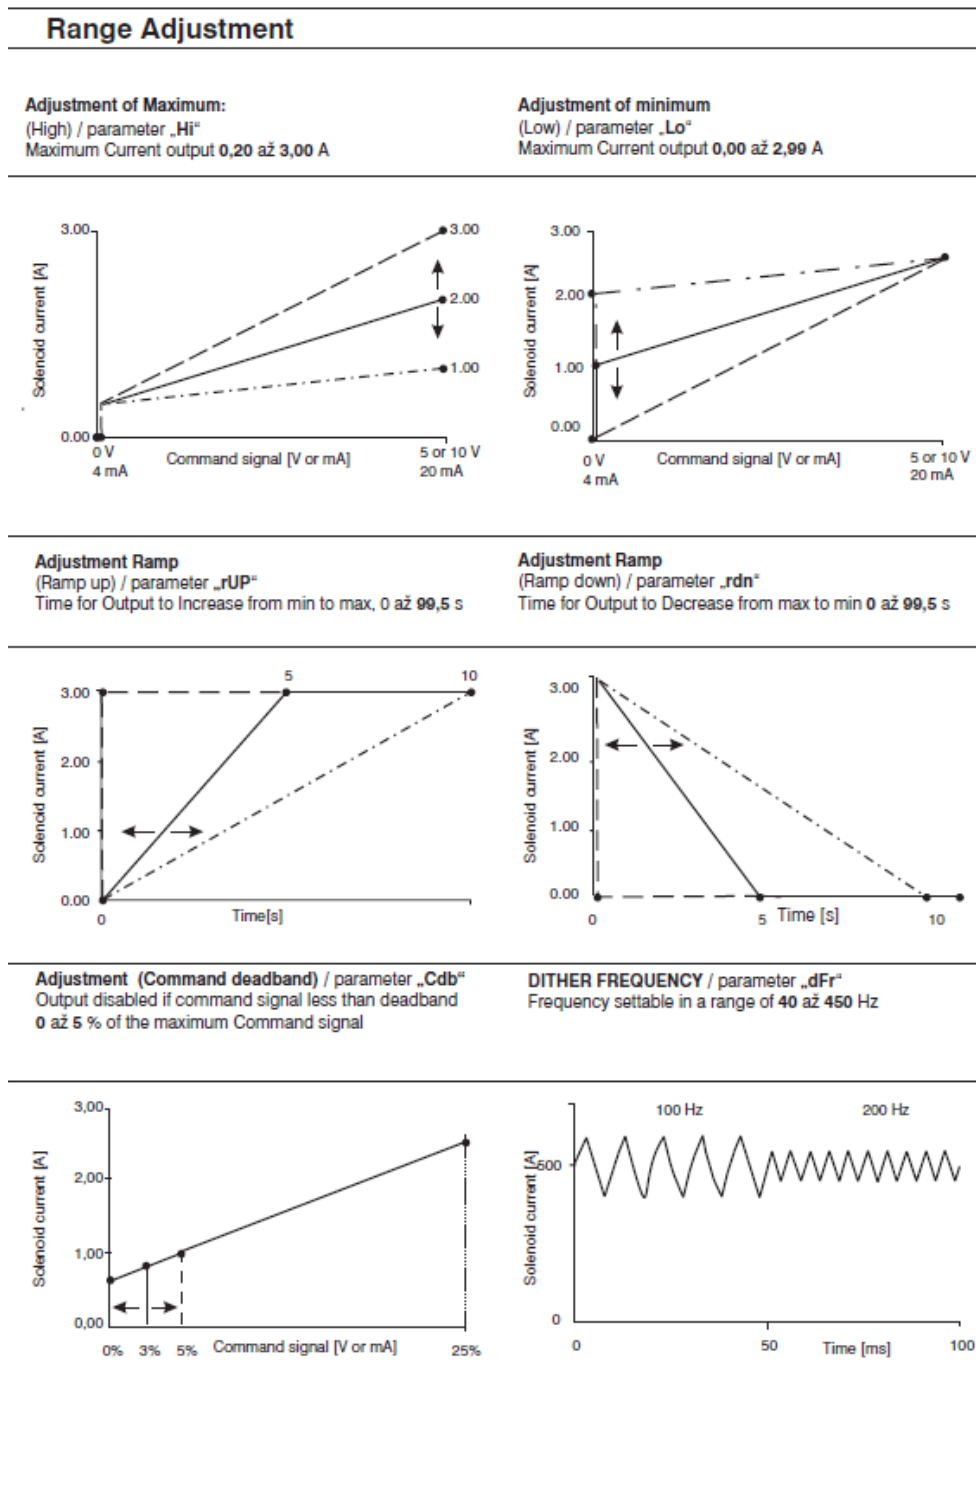 Range Adjustment
Adjustment of Maximum:
(High) / parameter „Hi“
Maximum Current output 0,20 až 3,00 A
Adjustment of minimum
(Low) / parameter „Lo“
Maximum Current output 0,00 až 2,99 A
Solenoid current [A]
3.00
0.00
3.00
2.00
1.00
0 V
4 mA
Command signal [V or mA]
5 or 10 V
20 mA
Solenoid current [A]
3.00
2.00
1.00
0.00
0 V
4 mA
Command signal [V or mA]
5 or 10 V
20 mA
Adjustment Ramp
(Ramp up) / parameter „rUP“
Time for Output to Increase from min to max, 0 až 99,5 s
Adjustment Ramp
(Ramp down) / parameter „rdn“
Time for Output to Decrease from max to min 0 až 99,5 s
Solenoid current [A]
5
10
3.00
2.00
1.00
0.00
0
Time[s]
Solenoid current [A]
3.00
2.00
1.00
0.00
0
5
Time [s]
10
Adjustment (Command deadband) / parameter „Cdb“
Output disabled if command signal less than deadband
0 až 5 % of the maximum Command signal
DITHER FREQUENCY / parameter „dFr“
Frequency settable in a range of 40 až 450 Hz
Solenoid current [A]
3,00
2,00
1,00
0,00
0%
3%
5%
Command signal [V or mA]
25%
Solenoid current [A]
100 Hz
200 Hz
500
0
0
50
Time [ms]
100